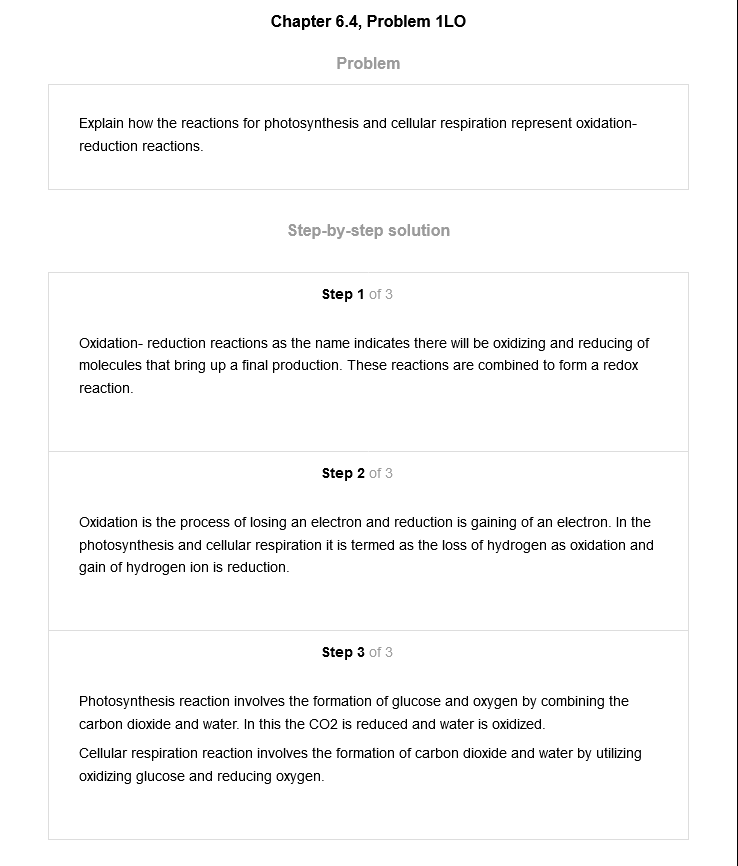 Chapter 6.4, Problem 1LO
Problem
Explain how the reactions for photosynthesis and cellular respiration represent oxidation-
reduction reactions.
Step-by-step solution
Step 1 of 3
Oxidation- reduction reactions as the name indicates there will be oxidizing and reducing of
molecules that bring up a final production. These reactions are combined to form a redox
reaction.
Step 2 of 3
Oxidation is the process of losing an electron and reduction is gaining of an electron. In the
photosynthesis and cellular respiration it is termed as the loss of hydrogen as oxidation and
gain of hydrogen ion is reduction.
Step 3 of 3
Photosynthesis reaction involves the formation of glucose and oxygen by combining the
carbon dioxide and water. In this the CO2 is reduced and water is oxidized.
Cellular respiration reaction involves the formation of carbon dioxide and water by utilizing
oxidizing glucose and reducing oxygen.